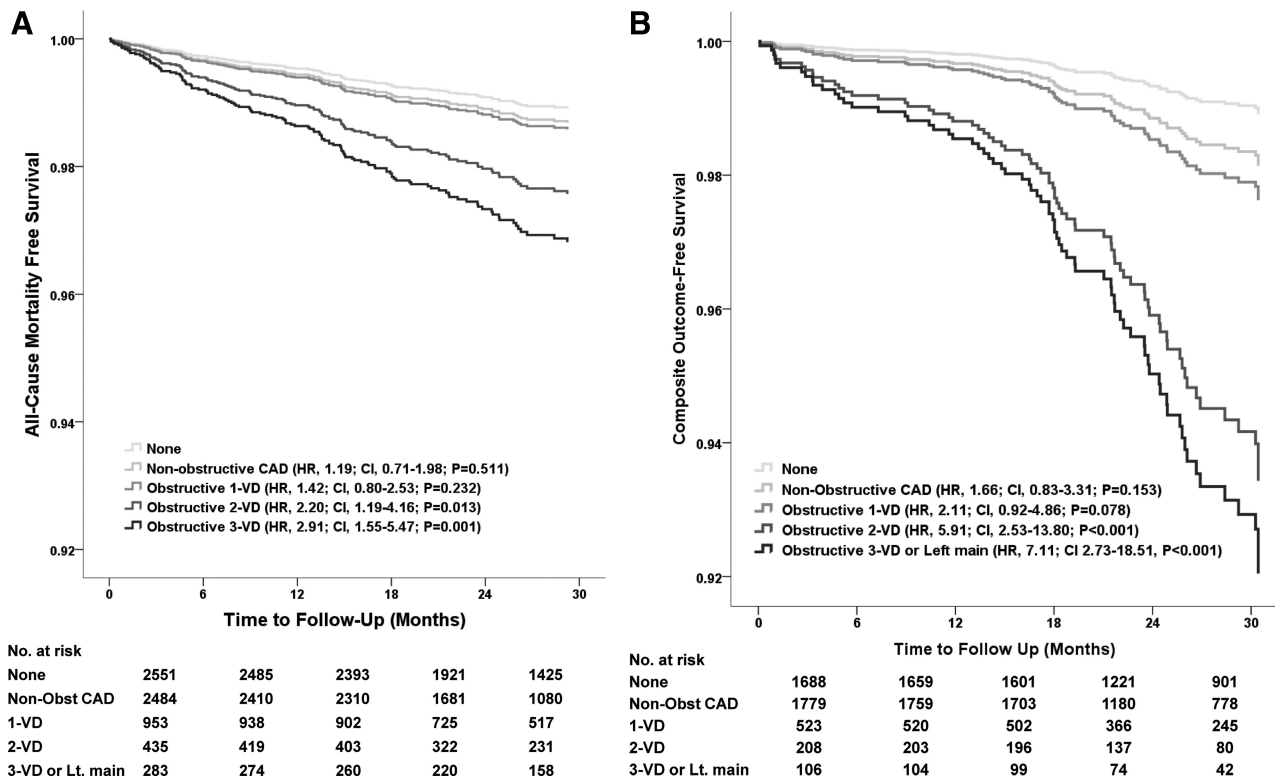 A
1.00
0.98
0.96
0.94
0.92
All-Cause Mortality Free Survival
None
Non-obstructive CAD (HR, 1.19; CI, 0.71-1.98; P=0.511)
Obstructive 1-VD (HR, 1.42; CI, 0.80-2.53; P=0.232)
Obstructive 2-VD (HR, 2.20; CI, 1.19-4.16; P=0.013)
Obstructive 3-VD (HR, 2.91; CI, 1.55-5.47; P=0.001)
0 6 12 18 24 30
Time to Follow-Up (Months)
No. at risk
None 2551 2485 2393 1921 1425
Non-Obst CAD 2484 2410 2310 1681 1080
1-VD 953 938 902 725 517
2-VD 435 419 403 322 231
3-VD or Lt. main 283 274 260 220 158
B
1.00
0.98
0.96
0.94
0.92
Composite Outcome-Free Survival
None
Non-Obstructive CAD (HR, 1.66; CI, 0.83-3.31; P=0.153)
Obstructive 1-VD (HR, 2.11; CI, 0.92-4.86; P=0.078)
Obstructive 2-VD (HR, 5.91; CI, 2.53-13.80; P<0.001)
Obstructive 3-VD or Left main (HR, 7.11; CI 2.73-18.51, P<0.001)
0 6 12 18 24 30
Time to Follow Up (Months)
No. at risk
None 1688 1659 1601 1221 901
Non-Obst CAD 1779 1759 1703 1180 778
1-VD 523 520 502 366 245
2-VD 208 203 196 137 80
3-VD or Lt. main 106 104 99 74 42